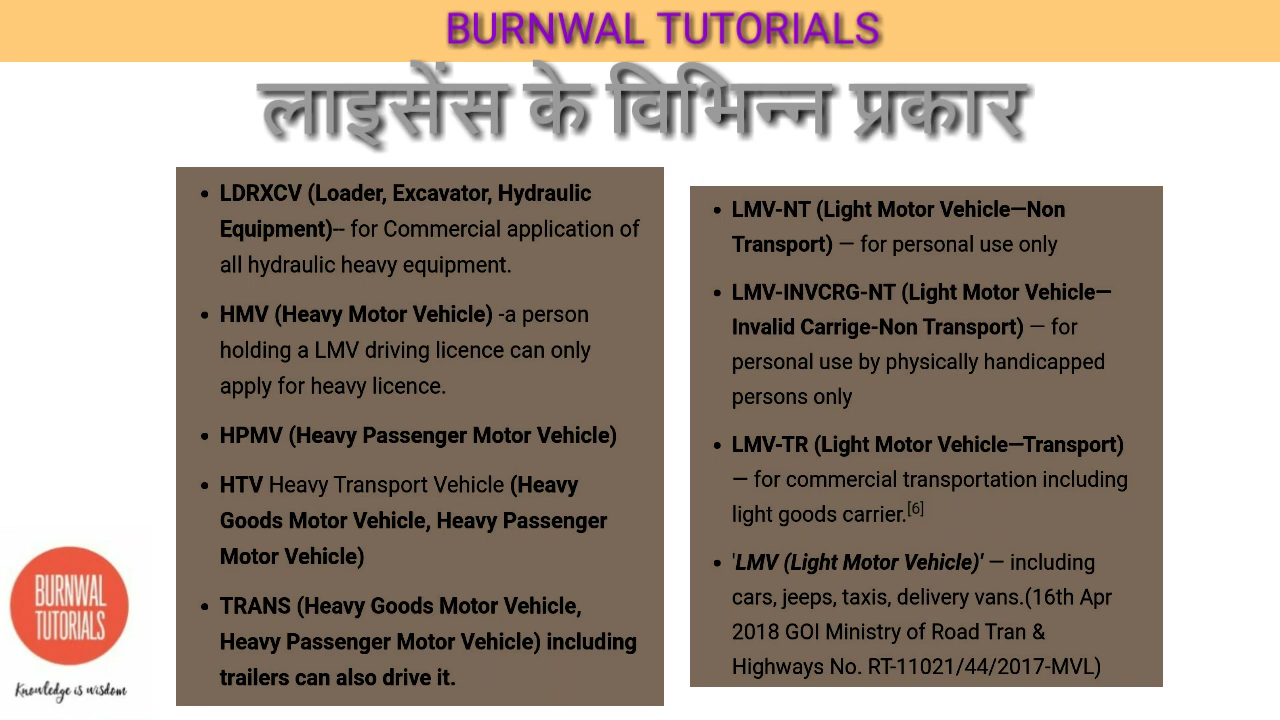 BURNWAL TUTORIALS
लाइसेंस के विभिन्न प्रकार
• LDRXCV (Loader, Excavator, Hydraulic
Equipment)-- for Commercial application of
all hydraulic heavy equipment.
• HMV (Heavy Motor Vehicle) -a person
holding a LMV driving licence can only
apply for heavy licence.
• HPMV (Heavy Passenger Motor Vehicle)
• HTV Heavy Transport Vehicle (Heavy
Goods Motor Vehicle, Heavy Passenger
Motor Vehicle)
• TRANS (Heavy Goods Motor Vehicle,
Heavy Passenger Motor Vehicle) including
trailers can also drive it.
• LMV-NT (Light Motor Vehicle—Non
Transport) — for personal use only
• LMV-INVCRG-NT (Light Motor Vehicle—
Invalid Carrige-Non Transport) — for
personal use by physically handicapped
persons only
• LMV-TR (Light Motor Vehicle—Transport)
— for commercial transportation including
light goods carrier.[6]
• 'LMV (Light Motor Vehicle)' — including
cars, jeeps, taxis, delivery vans.(16th Apr
2018 GOI Ministry of Road Tran &
Highways No. RT-11021/44/2017-MVL)
BURNWAL
TUTORIALS
Knowledge is wisdom